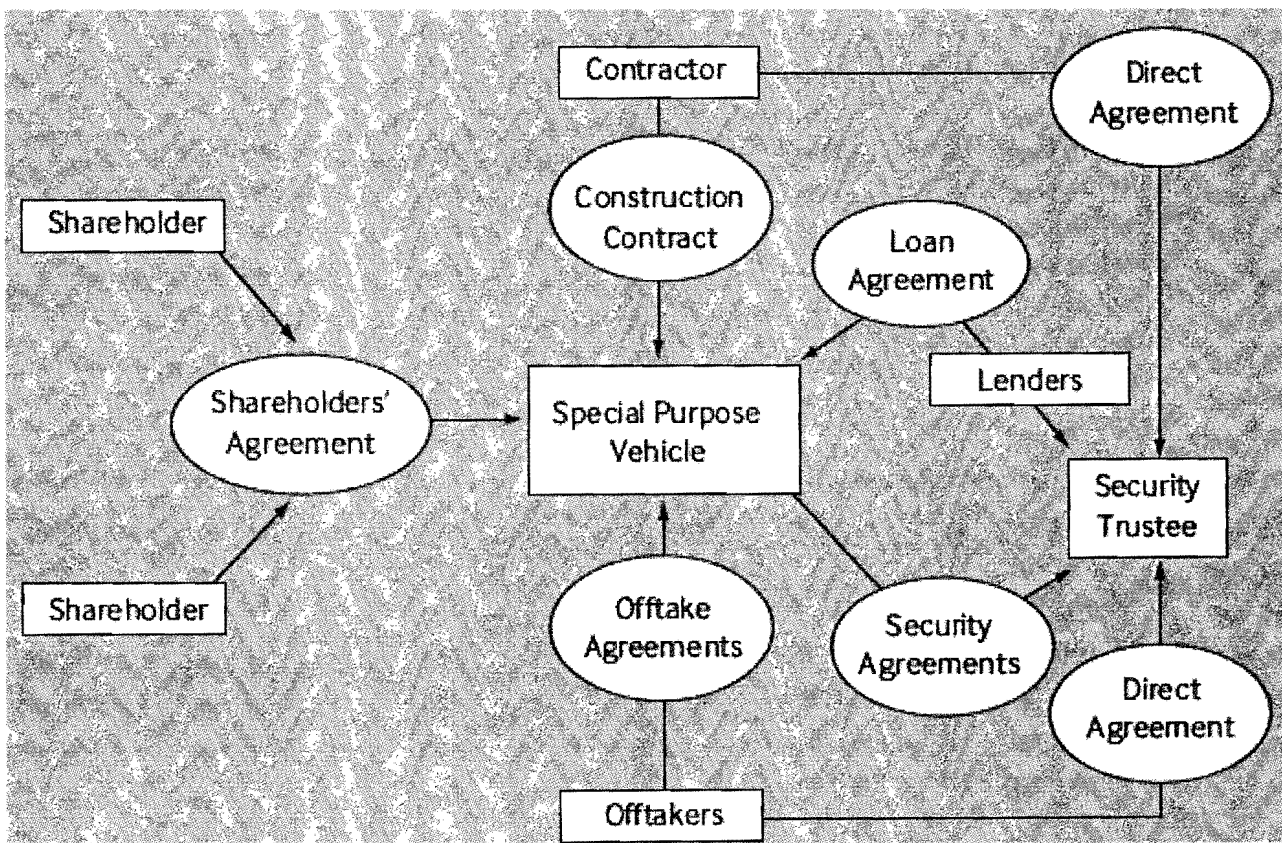 Contractor
Direct
Agreement
Construction
Contract
Shareholder
Loan
Agreement
Lenders
Shareholders'
Agreement
Special Purpose
Vehicle
Security
Trustee
Shareholder
Offtake
Agreements
Security
Agreements
Direct
Agreement
Offtakers